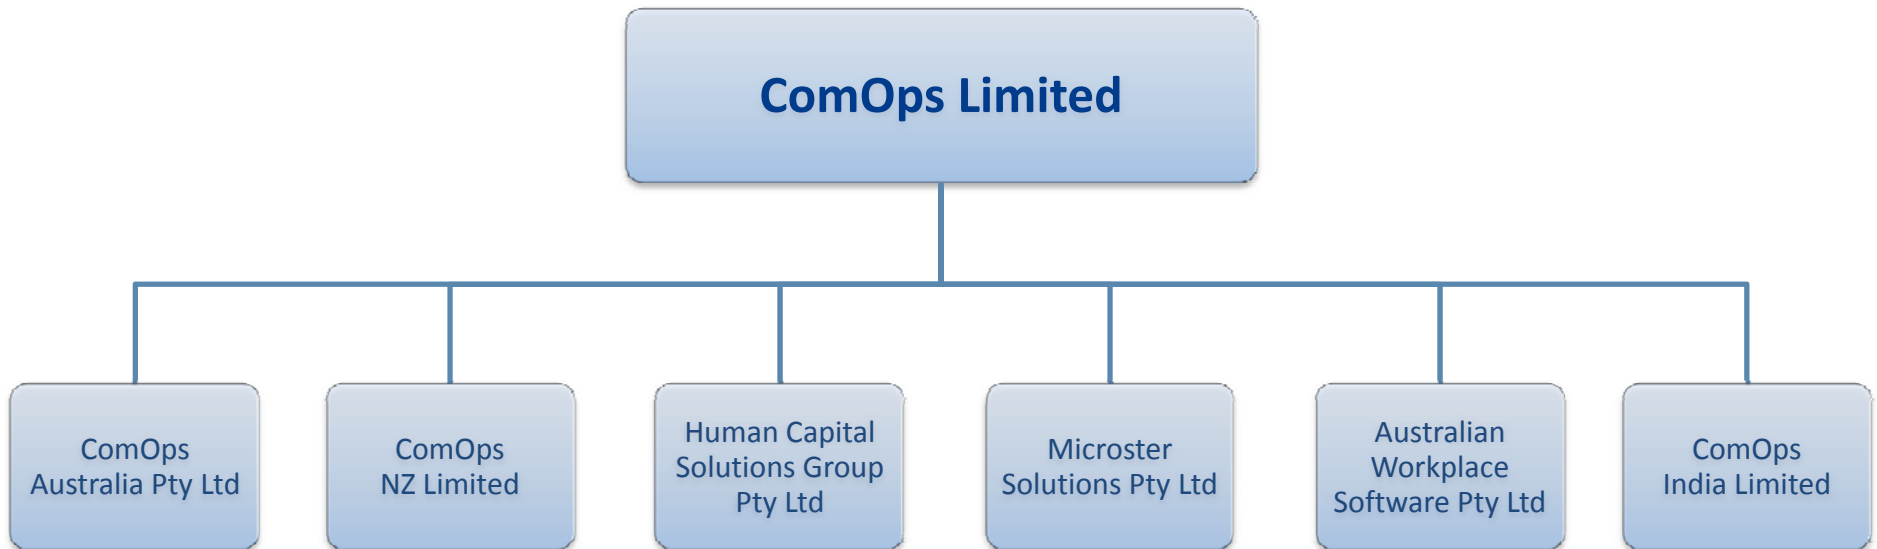 ComOps Limited
ComOps
Australia Pty Ltd
ComOps
NZ Limited
Human Capital
Solutions Group
Pty Ltd
Microster
Solutions Pty Ltd
Australian
Workplace
Software Pty Ltd
ComOps
India Limited